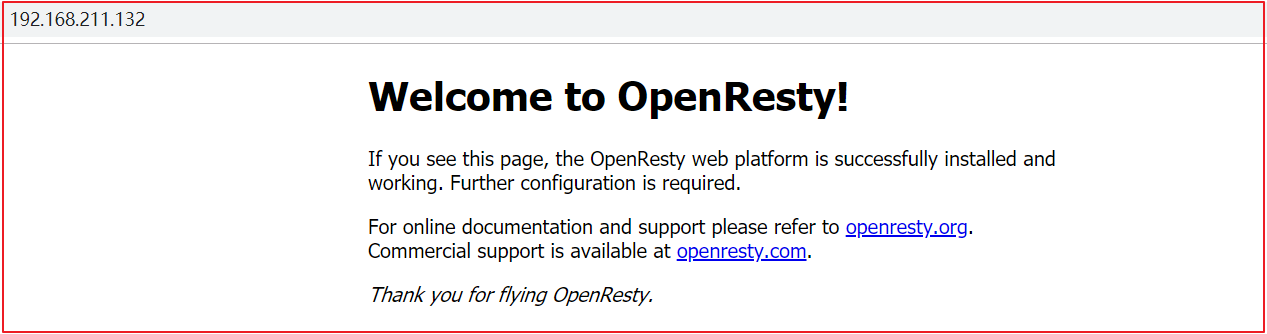 192.168.211.132
Welcome to OpenResty!
If you see this page, the OpenResty web platform is successfully installed and
working. Further configuration is required.
For online documentation and support please refer to openresty.org.
Commercial support is available at openresty.com.
Thank you for flying OpenResty.